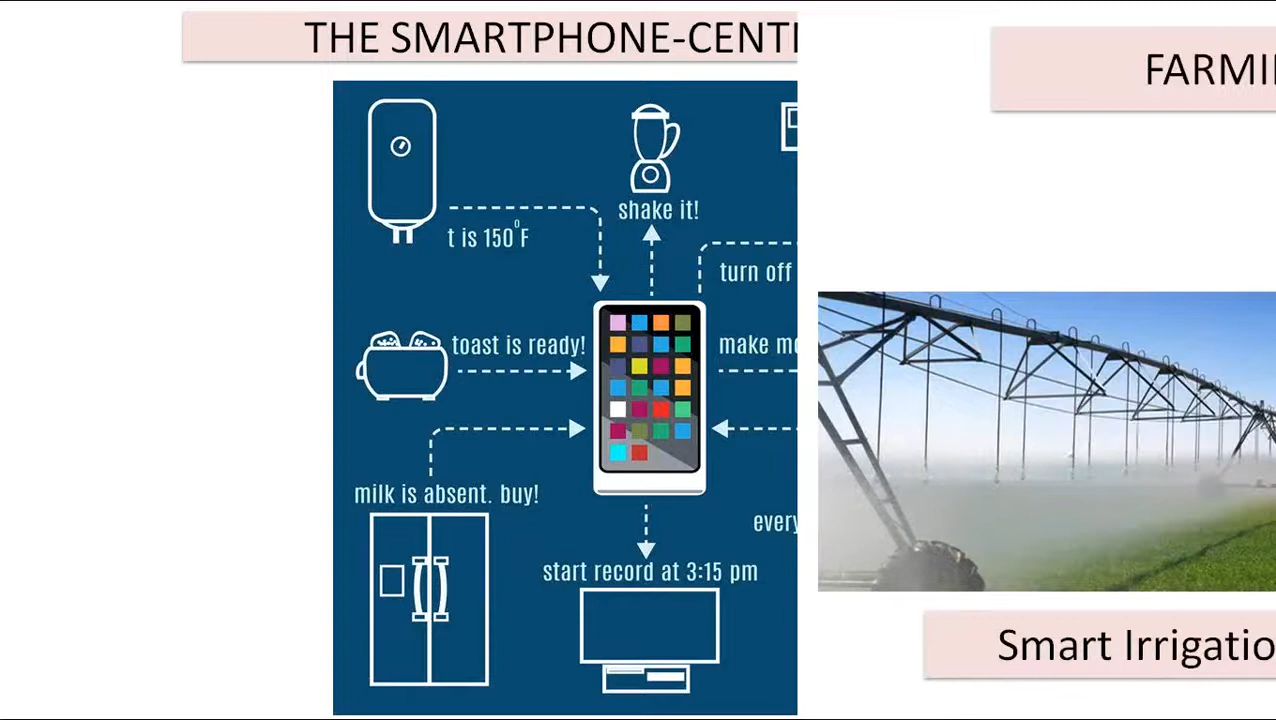 THE SMARTPHONE-CENT
FARMI
t is 150°F
shake it!
turn off
toast is ready!
make me
milk is absent. buy!
every
start record at 3:15 pm
Smart Irrigatio